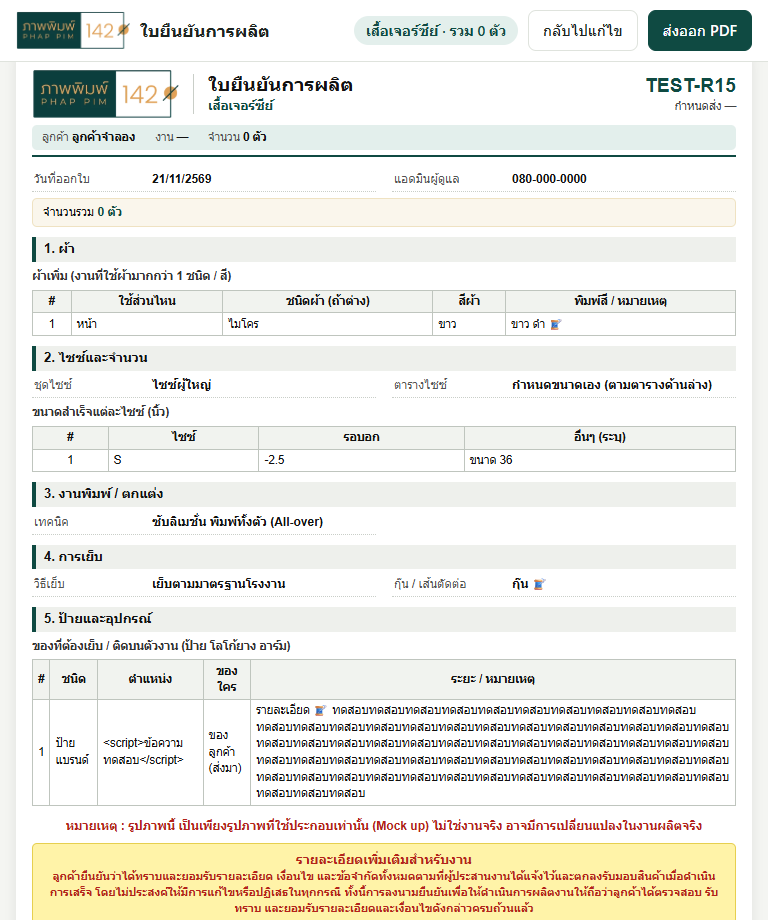 ภาพพิมพ์ 142
PHAP PIM
ใบยืนยันการผลิต
เสื้อเจอร์ซีย์ · รวม 0 ตัว
กลับไปแก้ไข
ส่งออก PDF
ภาพพิมพ์ 142
PHAP PIM
ใบยืนยันการผลิต
เสื้อเจอร์ซีย์
TEST-R15
กำหนดส่ง —
ลูกค้า ลูกค้าจำลอง งาน — จำนวน 0 ตัว
วันที่ออกใบ 21/11/2569 แอดมินผู้ดูแล 080-000-0000
จำนวนรวม 0 ตัว
1. ผ้า
ผ้าเพิ่ม (งานที่ใช้ผ้ามากกว่า 1 ชนิด / สี)
# ใช้ส่วนไหน ชนิดผ้า (ถ้าต่าง) สีผ้า พิมพ์สี / หมายเหตุ
1 หน้า ไมโคร ขาว ขาว ดำ 🧵
2. ไซซ์และจำนวน
ชุดไซซ์ ไซซ์ผู้ใหญ่ ตารางไซซ์ กำหนดขนาดเอง (ตามตารางด้านล่าง)
ขนาดสำเร็จแต่ละไซซ์ (นิ้ว)
# ไซซ์ รอบอก อื่นๆ (ระบุ)
1 S -2.5 ขนาด 36
3. งานพิมพ์ / ตกแต่ง
เทคนิค ซับลิเมชั่น พิมพ์ทั้งตัว (All-over)
4. การเย็บ
วิธีเย็บ เย็บตามมาตรฐานโรงงาน กุ๊น / เส้นตัดต่อ กุ๊น 🧵
5. ป้ายและอุปกรณ์
ของที่ต้องเย็บ / ติดบนตัวงาน (ป้าย โลโก้ยาง อาร์ม)
# ชนิด ตำแหน่ง ของใคร ระยะ / หมายเหตุ
1 ป้ายแบรนด์ <script>ข้อความทดสอบ</script> ของลูกค้า (ส่งมา) รายละเอียด 🧵 ทดสอบทดสอบทดสอบทดสอบทดสอบทดสอบทดสอบทดสอบทดสอบทดสอบ
ทดสอบทดสอบทดสอบทดสอบทดสอบทดสอบทดสอบทดสอบทดสอบทดสอบทดสอบทดสอบทดสอบ
ทดสอบทดสอบทดสอบทดสอบทดสอบทดสอบทดสอบทดสอบทดสอบทดสอบทดสอบทดสอบทดสอบ
ทดสอบทดสอบทดสอบทดสอบทดสอบทดสอบทดสอบทดสอบทดสอบทดสอบทดสอบทดสอบทดสอบ
ทดสอบทดสอบทดสอบทดสอบทดสอบทดสอบทดสอบทดสอบทดสอบทดสอบทดสอบทดสอบทดสอบ
ทดสอบทดสอบทดสอบ
หมายเหตุ : รูปภาพนี้ เป็นเพียงรูปภาพที่ใช้ประกอบเท่านั้น (Mock up) ไม่ใช่งานจริง อาจมีการเปลี่ยนแปลงในงานผลิตจริง
รายละเอียดเพิ่มเติมสำหรับงาน
ลูกค้ายืนยันว่าได้ทราบและยอมรับรายละเอียด เงื่อนไข และข้อจำกัดทั้งหมดตามที่ผู้ประสานงานได้แจ้งไว้และตกลงรับมอบสินค้าเมื่อดำเนิน
การเสร็จ โดยไม่ประสงค์ให้มีการแก้ไขหรือปฏิเสธในทุกกรณี ทั้งนี้การลงนามยืนยันเพื่อให้ดำเนินการผลิตงานให้ถือว่าลูกค้าได้ตรวจสอบ รับ
ทราบ และยอมรับรายละเอียดและเงื่อนไขดังกล่าวครบถ้วนแล้ว